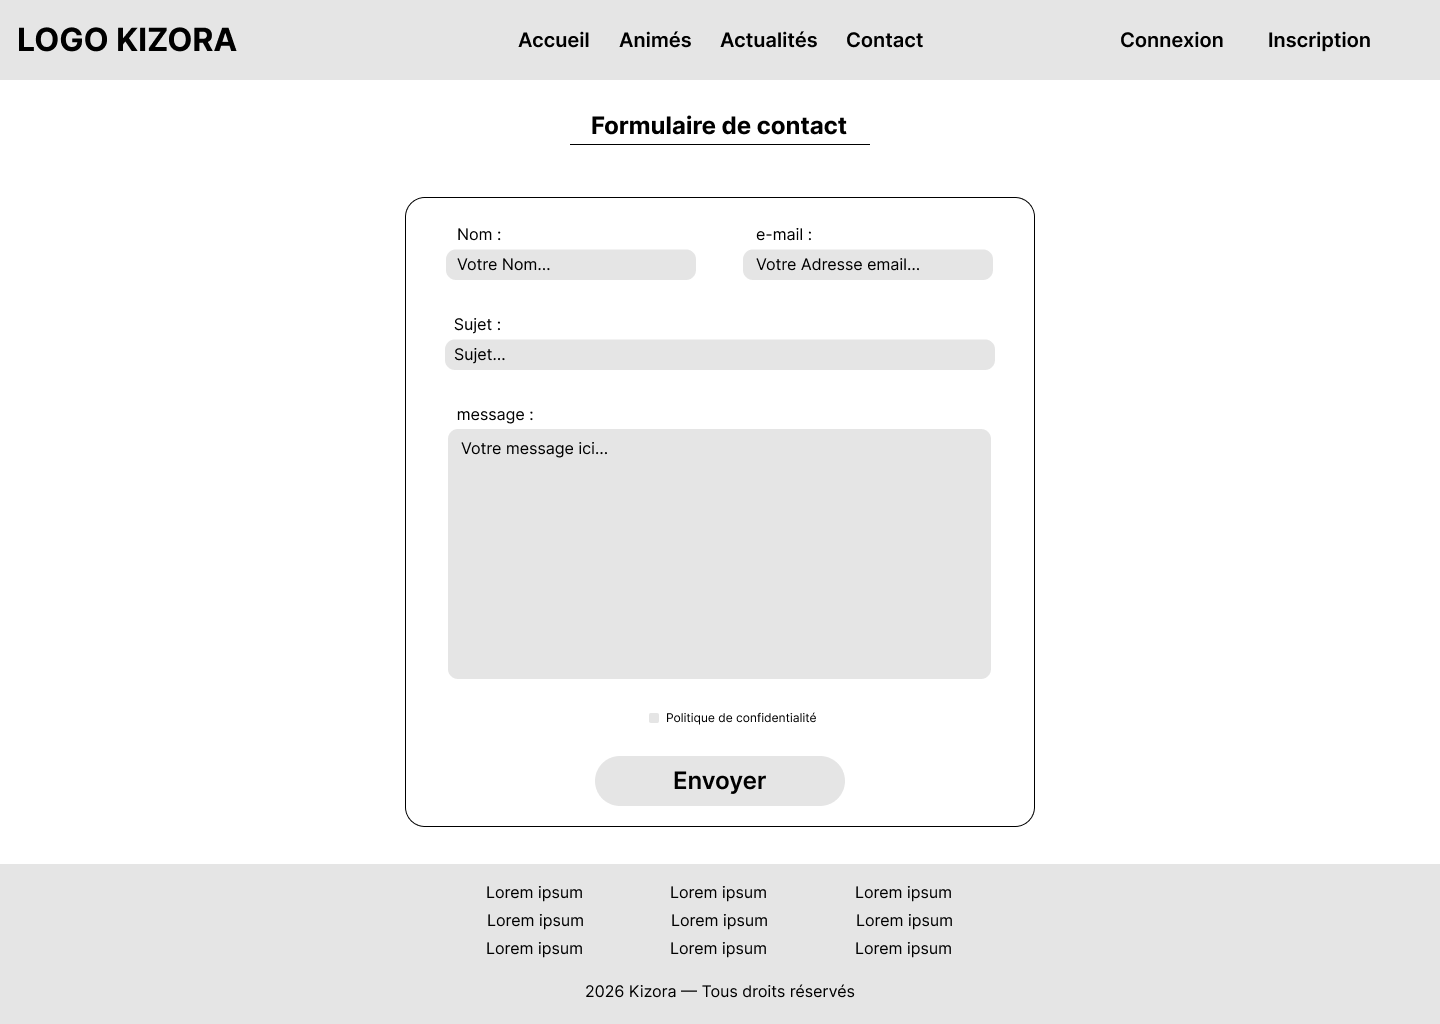 LOGO KIZORA Accueil Animés Actualités Contact Connexion Inscription
Formulaire de contact
Nom : e-mail :
Votre Nom... Votre Adresse email...
Sujet :
Sujet...
message :
Votre message ici...
Politique de confidentialité
Envoyer
Lorem ipsum Lorem ipsum Lorem ipsum
Lorem ipsum Lorem ipsum Lorem ipsum
Lorem ipsum Lorem ipsum Lorem ipsum
2026 Kizora — Tous droits réservés